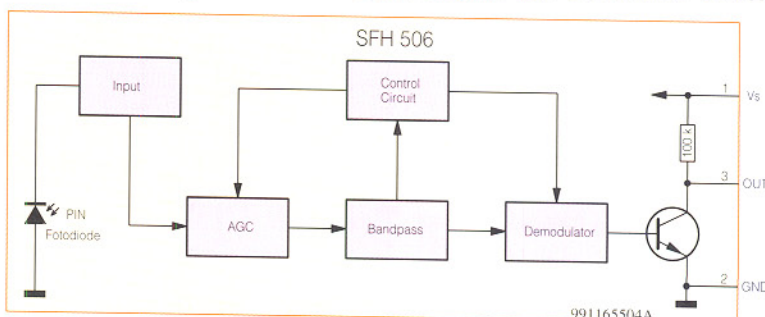 SFH 506
Input
Control
Circuit
1
Vs
100 k
3
OUT
PIN
Fotodiode
AGC
Bandpass
Demodulator
2
GND
991165504A